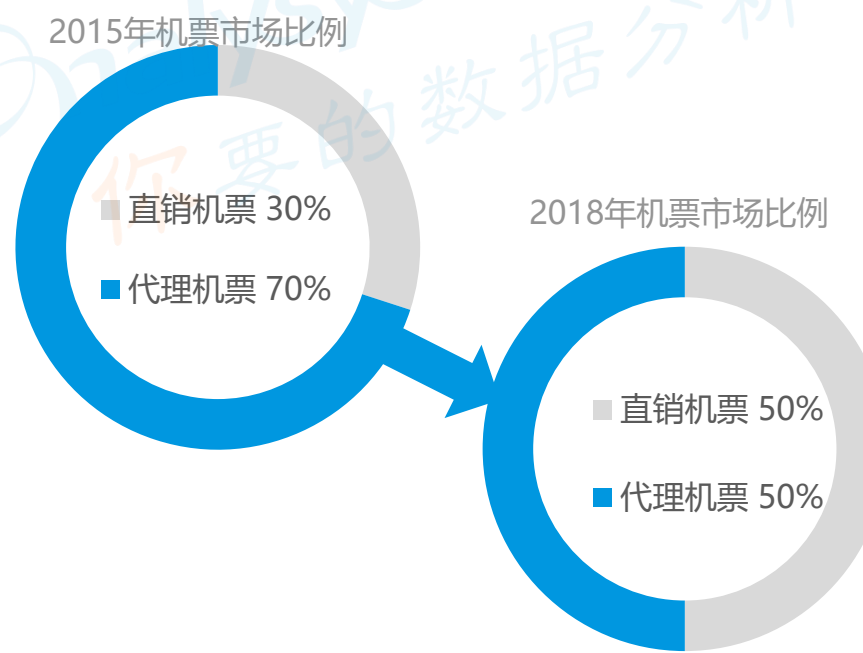 2015年机票市场比例
直销机票 30%
代理机票 70%
2018年机票市场比例
直销机票 50%
代理机票 50%
你要的数据分析